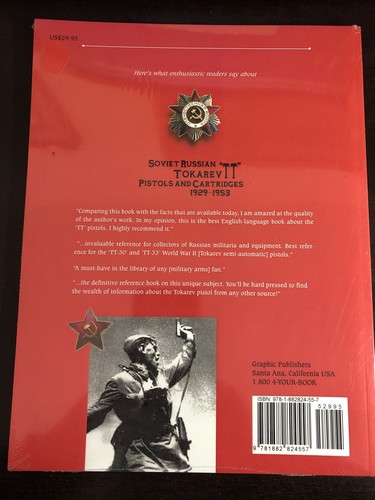 US$29.95
Here's what enthusiastic readers say about
SOVIET RUSSIAN "TT"
TOKAREV
PISTOLS AND CARTRIDGES
1929-1953
"Comparing this book with the facts that are available today, I am amazed at the quality
of the author's work. In my opinion, this is the best English-language book about the
'TT' pistols. I highly recommend it."
"...invaluable reference for collectors of Russian militaria and equipment. Best refer
ence for the 'TT-30' and 'TT-33' World War II [Tokarev semi automatic] pistols."
"A must-have in the library of any [military arms] fan."
"...the definitive reference book on this unique subject. You'll be hard pressed to find
the wealth of information about the Tokarev pistol from any other source!"
Graphic Publishers
Santa Ana, California USA
1 800 4-YOUR-BOOK
ISBN 978-1-882824-55-7
52995
9 781882 824557